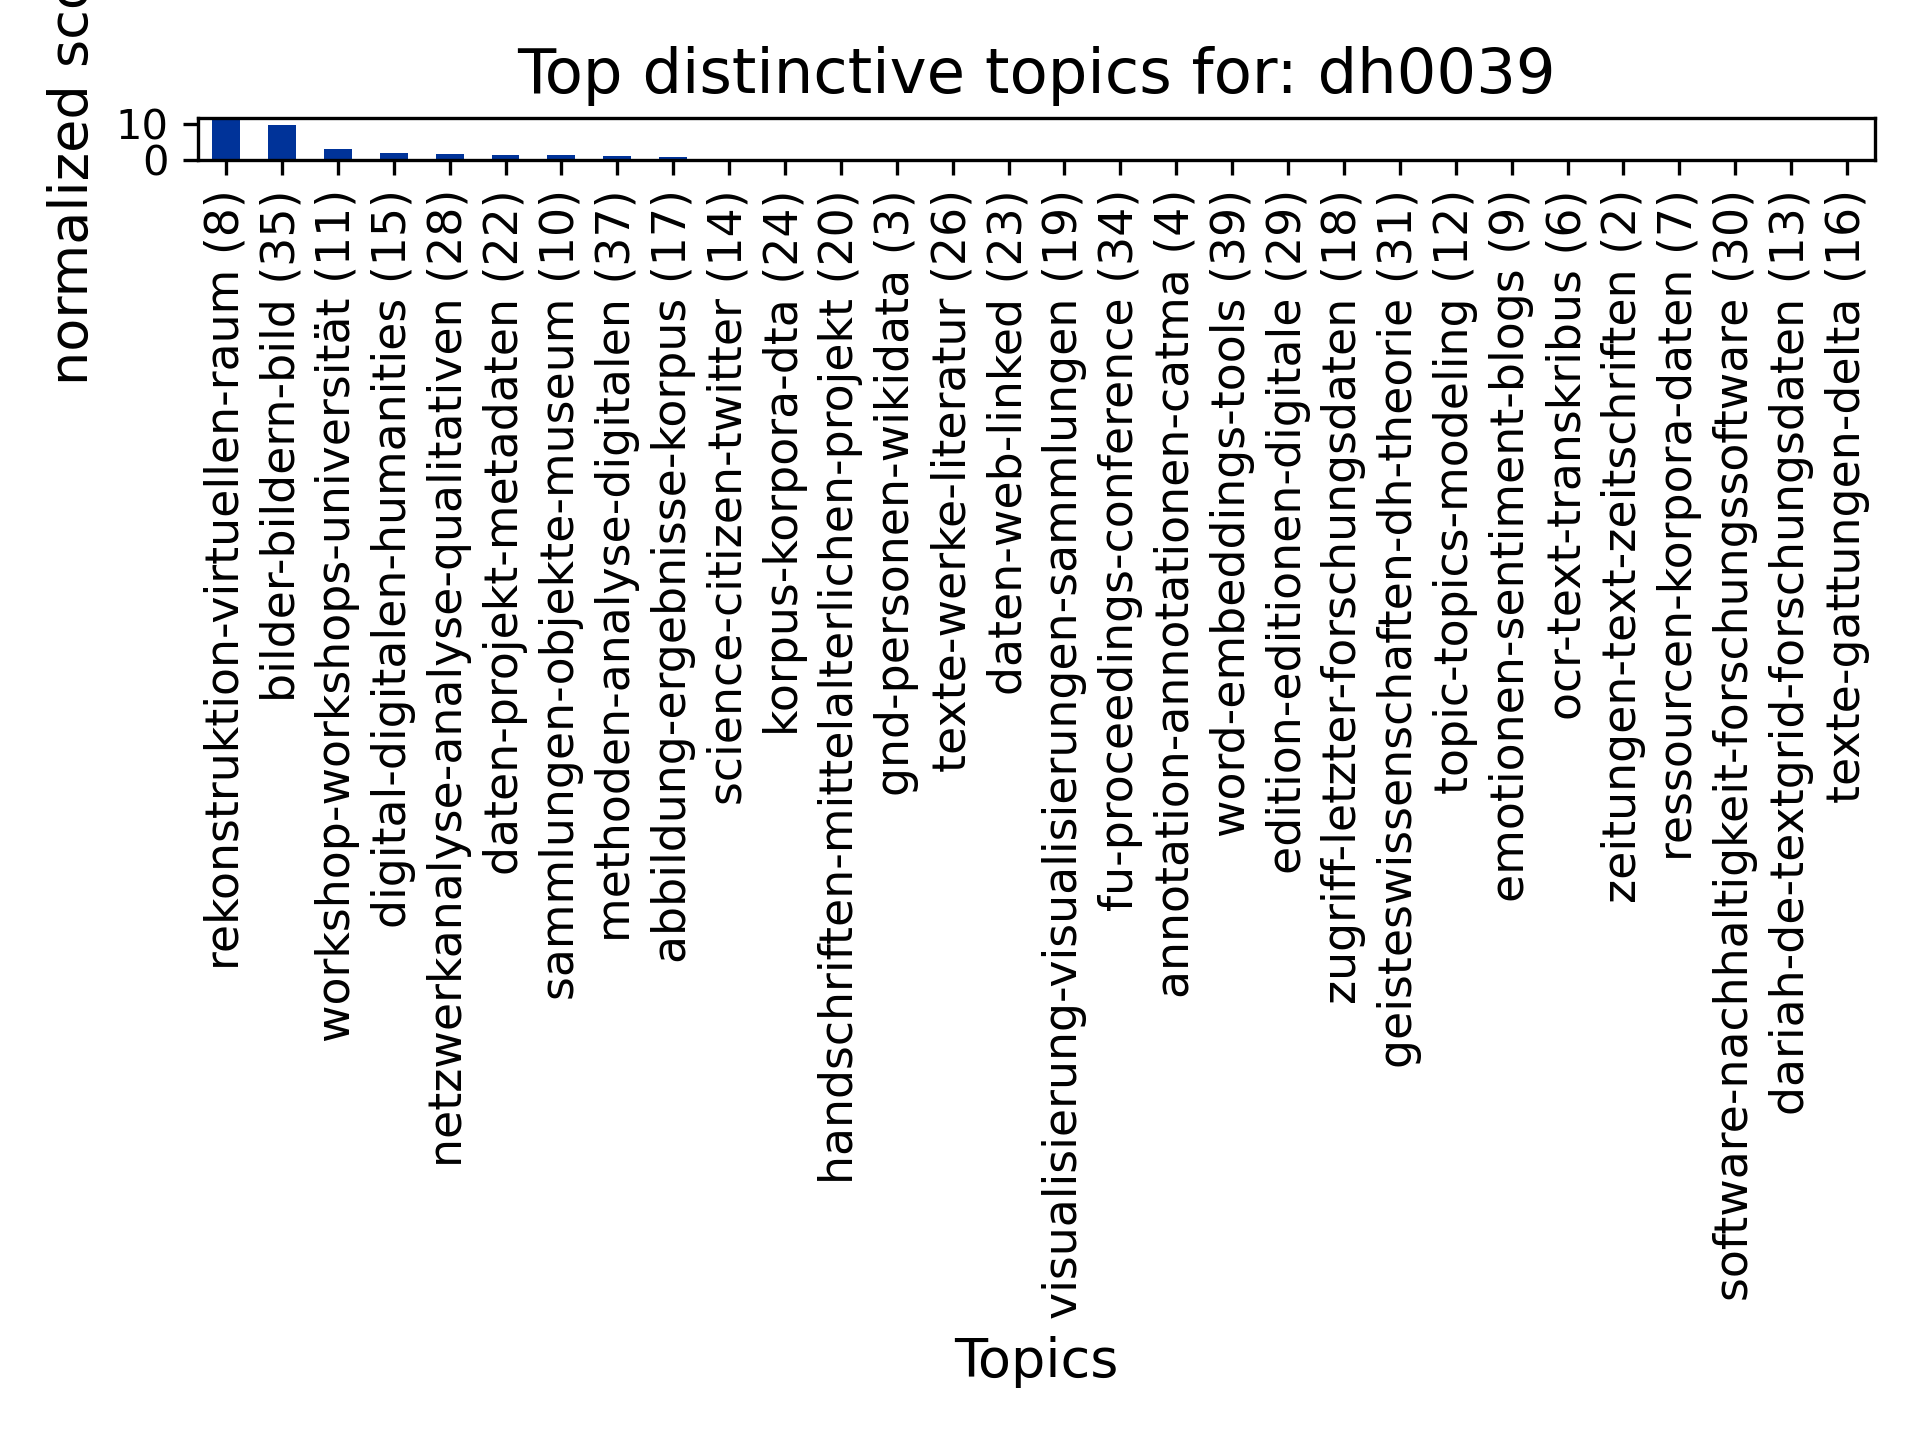 Top distinctive topics for: dh0039
normalized
10
0
rekonstruktion-virtuellen-raum (8)
bilder-bildern-bild (35)
workshop-workshops-universität (11)
digital-digitalen-humanities (15)
netzwerkanalyse-analyse-qualitativen (28)
daten-projekt-metadaten (22)
sammlungen-objekte-museum (10)
methoden-analyse-digitalen (37)
abbildung-ergebnisse-korpus (17)
science-citizen-twitter (14)
korpus-korpora-dta (24)
handschriften-mittelalterlichen-projekt (20)
gnd-personen-wikidata (3)
texte-werke-literatur (26)
daten-web-linked (23)
visualisierung-visualisierungen-sammlungen (19)
fu-proceedings-conference (34)
annotation-annotationen-catma (4)
word-embeddings-tools (39)
edition-editionen-digitale (29)
zugriff-letzter-forschungsdaten (18)
geisteswissenschaften-dh-theorie (31)
topic-topics-modeling (12)
emotionen-sentiment-blogs (9)
ocr-text-transkribus (6)
zeitungen-text-zeitschriften (2)
ressourcen-korpora-daten (7)
software-nachhaltigkeit-forschungssoftware (30)
dariah-de-textgrid-forschungsdaten (13)
texte-gattungen-delta (16)
Topics